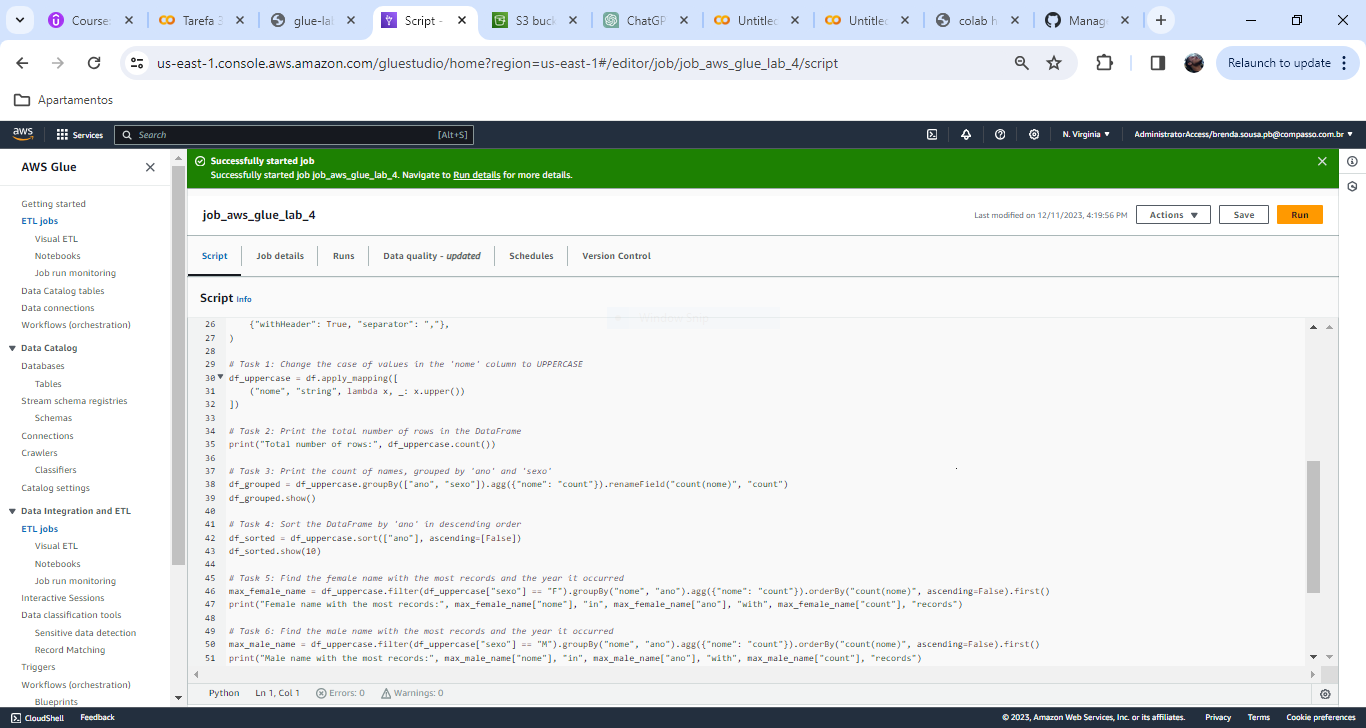 Course
Tarefa 3
glue-la
Script -
S3 buc
ChatGP
Untitle
Untitle
colab h
Manag
us-east-1.console.aws.amazon.com/gluestudio/home?region=us-east-1#/editor/job/job_aws_glue_lab_4/script
Relaunch to update
Apartamentos
aws
Services
Search
[Alt+S]
N. Virginia
AdministratorAccess/brenda.sousa.pb@compasso.com.br
AWS Glue
Getting started
ETL jobs
Visual ETL
Notebooks
Job run monitoring
Data Catalog tables
Data connections
Workflows (orchestration)
Data Catalog
Databases
Tables
Stream schema registries
Schemas
Connections
Crawlers
Classifiers
Catalog settings
Data Integration and ETL
ETL jobs
Visual ETL
Notebooks
Job run monitoring
Interactive Sessions
Data classification tools
Sensitive data detection
Record Matching
Triggers
Workflows (orchestration)
Blueprints
Successfully started job
Successfully started job job_aws_glue_lab_4. Navigate to Run details for more details.
job_aws_glue_lab_4
Last modified on 12/11/2023, 4:19:56 PM
Actions
Save
Run
Script
Job details
Runs
Data quality - updated
Schedules
Version Control
Script Info
26 {"withHeader": True, "separator": ","},
27 )
28
29 # Task 1: Change the case of values in the 'nome' column to UPPERCASE
30 df_uppercase = df.apply_mapping([
31 ("nome", "string", lambda x, _: x.upper())
32 ])
33
34 # Task 2: Print the total number of rows in the DataFrame
35 print("Total number of rows:", df_uppercase.count())
36
37 # Task 3: Print the count of names, grouped by 'ano' and 'sexo'
38 df_grouped = df_uppercase.groupBy(["ano", "sexo"]).agg({"nome": "count"}).renameField("count(nome)", "count")
39 df_grouped.show()
40
41 # Task 4: Sort the DataFrame by 'ano' in descending order
42 df_sorted = df_uppercase.sort(["ano"], ascending=[False])
43 df_sorted.show(10)
44
45 # Task 5: Find the female name with the most records and the year it occurred
46 max_female_name = df_uppercase.filter(df_uppercase["sexo"] == "F").groupBy("nome", "ano").agg({"nome": "count"}).orderBy("count(nome)", ascending=False).first()
47 print("Female name with the most records:", max_female_name["nome"], "in", max_female_name["ano"], "with", max_female_name["count"], "records")
48
49 # Task 6: Find the male name with the most records and the year it occurred
50 max_male_name = df_uppercase.filter(df_uppercase["sexo"] == "M").groupBy("nome", "ano").agg({"nome": "count"}).orderBy("count(nome)", ascending=False).first()
51 print("Male name with the most records:", max_male_name["nome"], "in", max_male_name["ano"], "with", max_male_name["count"], "records")
Python
Ln 1, Col 1
Errors: 0
Warnings: 0
CloudShell
Feedback
© 2023, Amazon Web Services, Inc. or its affiliates.
Privacy
Terms
Cookie preferences